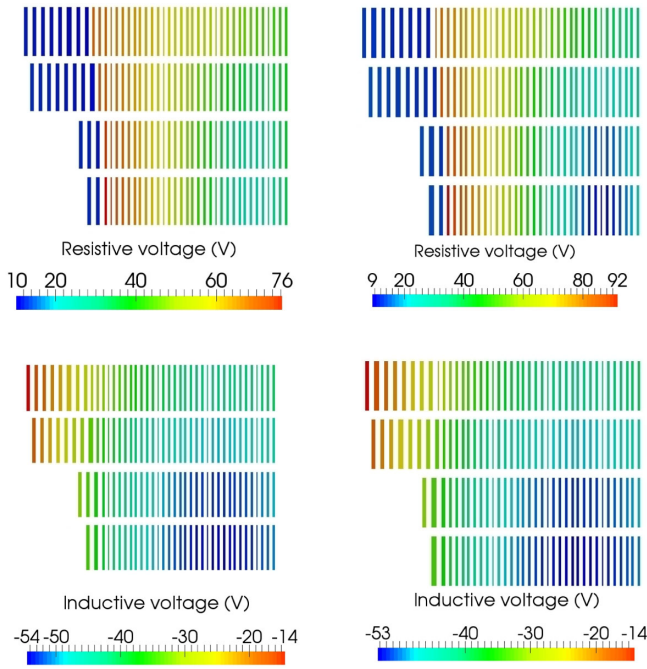 Resistive voltage (V)
10 20 40 60 76
Resistive voltage (V)
9 20 40 60 80 92
Inductive voltage (V)
-54 -50 -40 -30 -20 -14
Inductive voltage (V)
-53 -40 -30 -20 -14